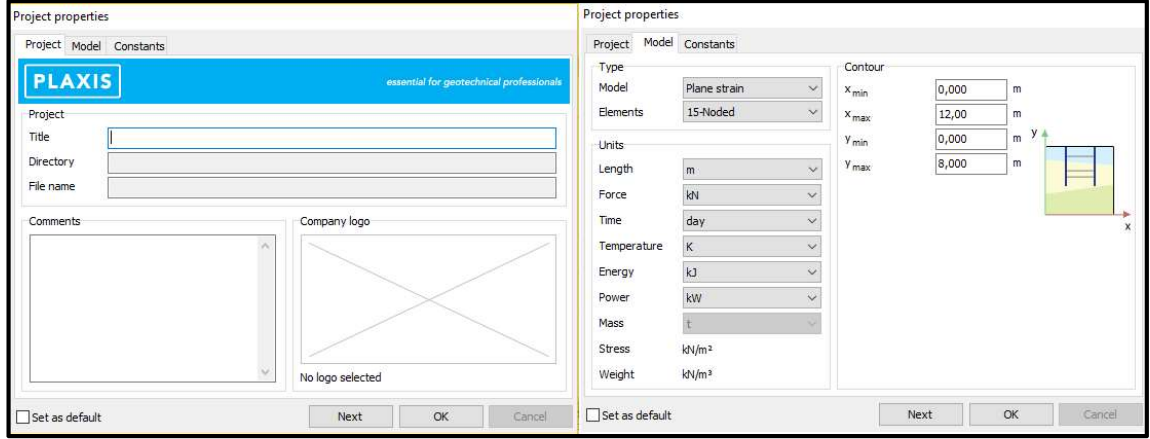 Project properties
Project Model Constants
PLAXIS
essential for geotechnical professionals
Project
Title
Directory
File name
Comments
Company logo
No logo selected
Set as default
Next
OK
Cancel
Project properties
Project Model Constants
Type
Model Plane strain
Elements 15-Noded
Units
Length m
Force kN
Time day
Temperature K
Energy kJ
Power kW
Mass t
Stress kN/m²
Weight kN/m³
Contour
x min 0,000 m
x max 12,00 m
y min 0,000 m
y max 8,000 m
y
x
Set as default
Next
OK
Cancel